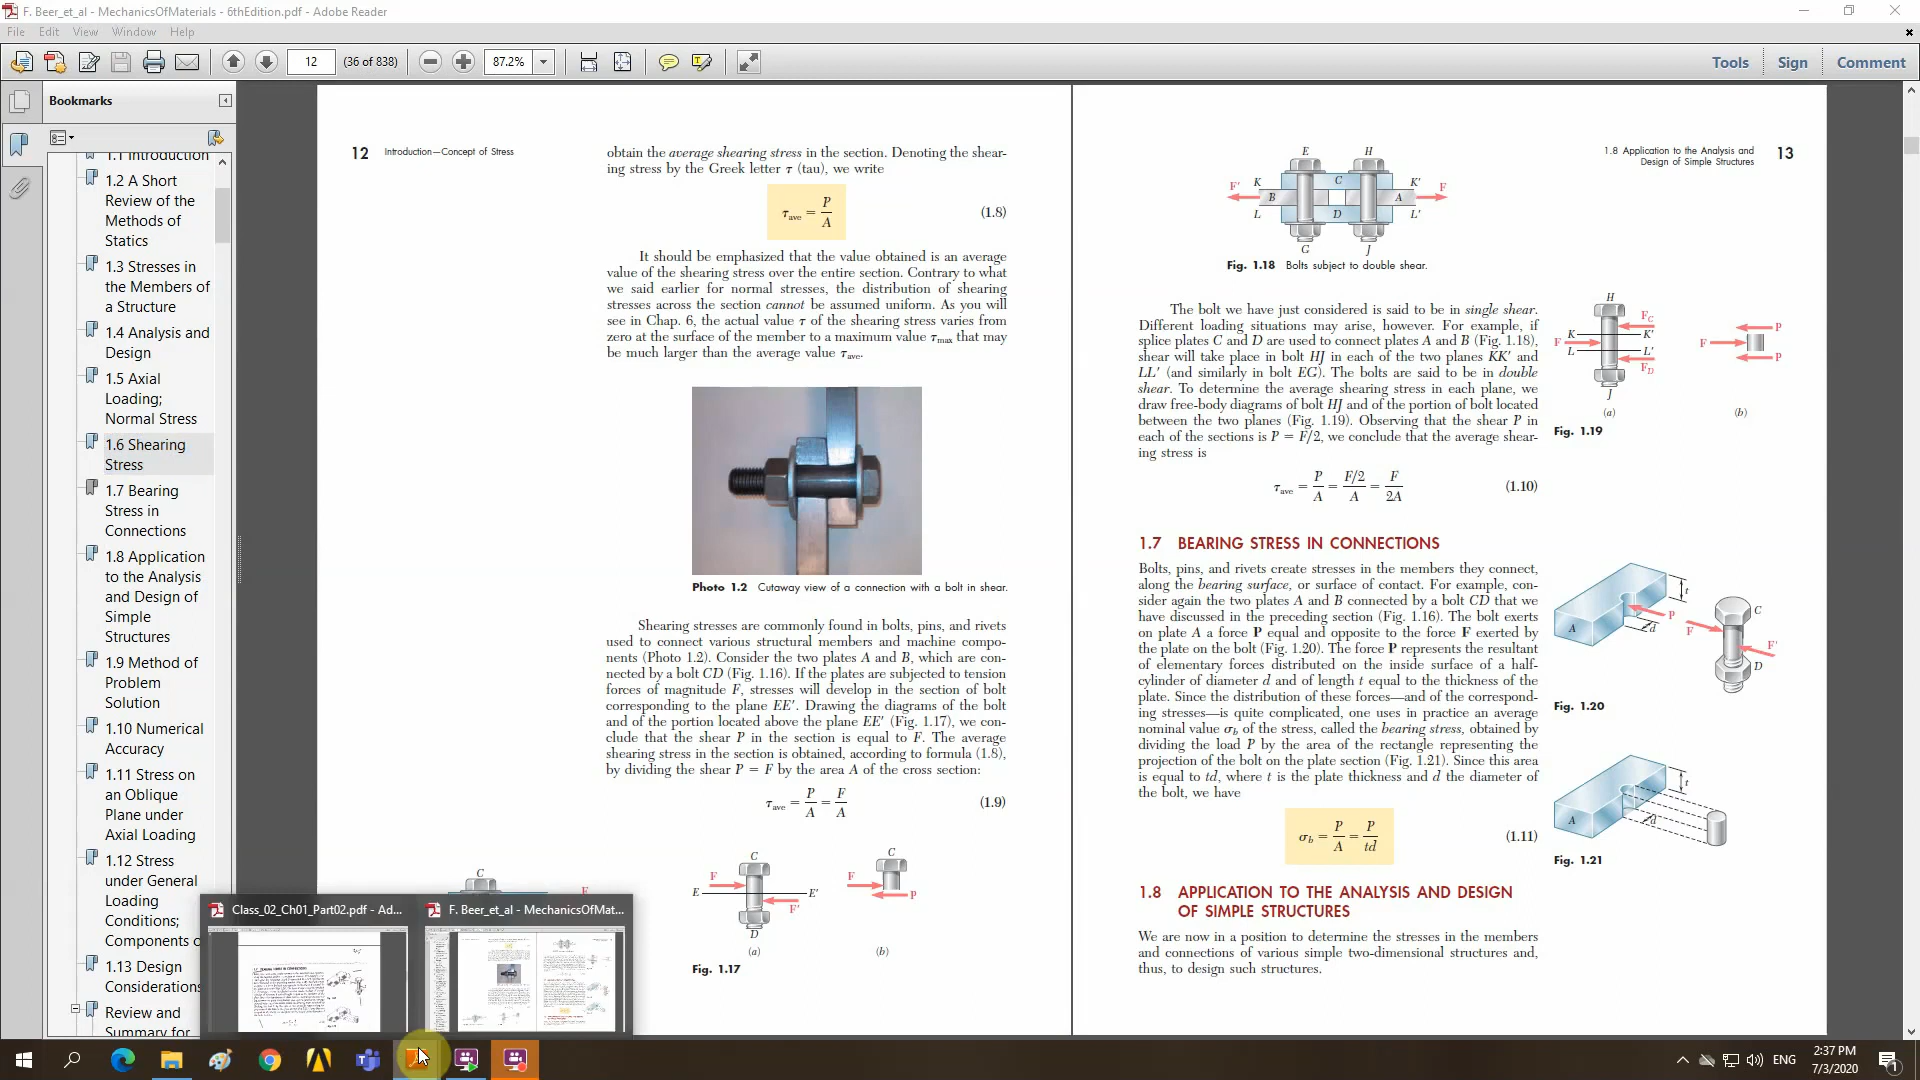 F. Beer_et_al - MechanicsOfMaterials - 6thEdition.pdf - Adobe Reader
File Edit View Window Help
12 (36 of 838) 87.2% Tools Sign Comment
Bookmarks
1.1 Introduction
1.2 A Short
Review of the
Methods of
Statics
1.3 Stresses in
the Members of
a Structure
1.4 Analysis and
Design
1.5 Axial
Loading;
Normal Stress
1.6 Shearing
Stress
1.7 Bearing
Stress in
Connections
1.8 Application
to the Analysis
and Design of
Simple
Structures
1.9 Method of
Problem
Solution
1.10 Numerical
Accuracy
1.11 Stress on
an Oblique
Plane under
Axial Loading
1.12 Stress
under General
Loading
Conditions;
Components o
1.13 Design
Considerations
Review and
Summary for
12 Introduction—Concept of Stress
obtain the average shearing stress in the section. Denoting the shear-
ing stress by the Greek letter τ (tau), we write
τave = P/A (1.8)
It should be emphasized that the value obtained is an average
value of the shearing stress over the entire section. Contrary to what
we said earlier for normal stresses, the distribution of shearing
stresses across the section cannot be assumed uniform. As you will
see in Chap. 6, the actual value τ of the shearing stress varies from
zero at the surface of the member to a maximum value τmax that may
be much larger than the average value τave.
Photo 1.2 Cutaway view of a connection with a bolt in shear.
Shearing stresses are commonly found in bolts, pins, and rivets
used to connect various structural members and machine compo-
nents (Photo 1.2). Consider the two plates A and B, which are con-
nected by a bolt CD (Fig. 1.16). If the plates are subjected to tension
forces of magnitude F, stresses will develop in the section of bolt
corresponding to the plane EE′. Drawing the diagrams of the bolt
and of the portion located above the plane EE′ (Fig. 1.17), we con-
clude that the shear P in the section is equal to F. The average
shearing stress in the section is obtained, according to formula (1.8),
by dividing the shear P = F by the area A of the cross section:
τave = P/A = F/A (1.9)
C
F
C
F
E E′
F′
D
(a)
C
F
P
(b)
Fig. 1.17
1.8 Application to the Analysis and
Design of Simple Structures
13
E H
K C K′
F′ B A F
L D L′
G J
Fig. 1.18 Bolts subject to double shear.
The bolt we have just considered is said to be in single shear.
Different loading situations may arise, however. For example, if
splice plates C and D are used to connect plates A and B (Fig. 1.18),
shear will take place in bolt HJ in each of the two planes KK′ and
LL′ (and similarly in bolt EG). The bolts are said to be in double
shear. To determine the average shearing stress in each plane, we
draw free-body diagrams of bolt HJ and of the portion of bolt located
between the two planes (Fig. 1.19). Observing that the shear P in
each of the sections is P = F/2, we conclude that the average shear-
ing stress is
τave = P/A = F/2/A = F/2A (1.10)
H
FC
K K′
F
L L′
FD
J
(a)
P
F
P
(b)
Fig. 1.19
1.7 BEARING STRESS IN CONNECTIONS
Bolts, pins, and rivets create stresses in the members they connect,
along the bearing surface, or surface of contact. For example, con-
sider again the two plates A and B connected by a bolt CD that we
have discussed in the preceding section (Fig. 1.16). The bolt exerts
on plate A a force P equal and opposite to the force F exerted by
the plate on the bolt (Fig. 1.20). The force P represents the resultant
of elementary forces distributed on the inside surface of a half-
cylinder of diameter d and of length t equal to the thickness of the
plate. Since the distribution of these forces—and of the correspond-
ing stresses—is quite complicated, one uses in practice an average
nominal value σb of the stress, called the bearing stress, obtained by
dividing the load P by the area of the rectangle representing the
projection of the bolt on the plate section (Fig. 1.21). Since this area
is equal to td, where t is the plate thickness and d the diameter of
the bolt, we have
σb = P/A = P/td (1.11)
t
C
P
F
A d
F′
D
Fig. 1.20
t
A d
Fig. 1.21
1.8 APPLICATION TO THE ANALYSIS AND DESIGN
OF SIMPLE STRUCTURES
We are now in a position to determine the stresses in the members
and connections of various simple two-dimensional structures and,
thus, to design such structures.
Class_02_Ch01_Part02.pdf - Ad...
F. Beer_et_al - MechanicsOfMat...
ENG
2:37 PM
7/3/2020
1